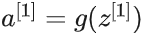 a^{[1]} = g(z^{[1]})